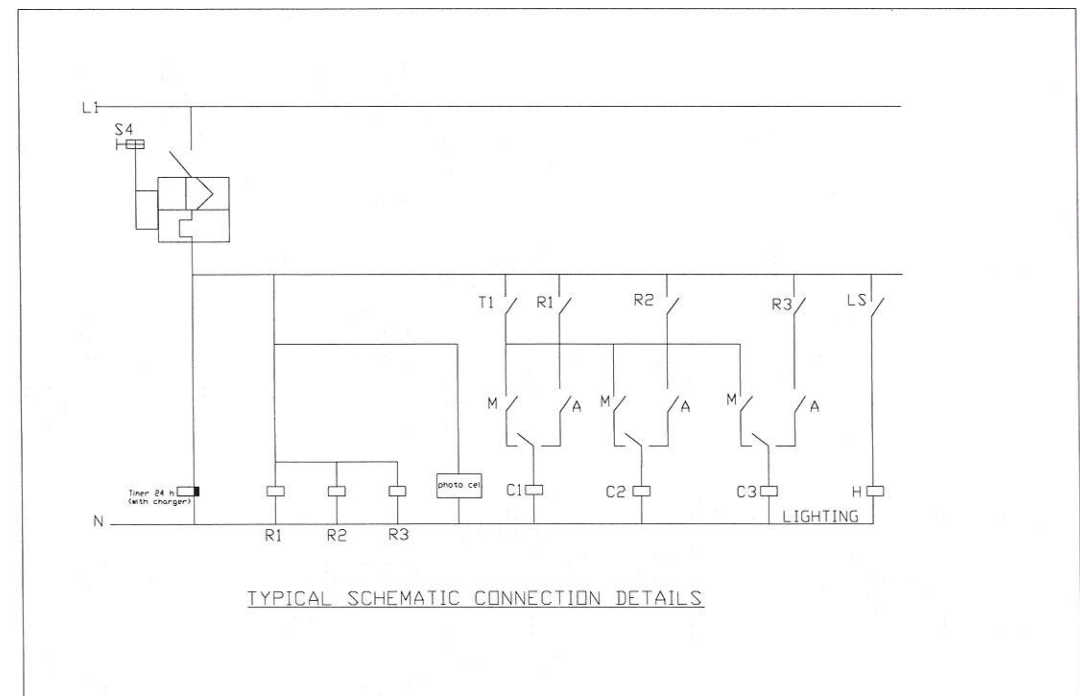 L1
S4
T1 R1 R2 R3 LS
M A M A M A
Timer 24 h
(with charger)
photo cel
C1 C2 C3 H
N
LIGHTING
R1 R2 R3
TYPICAL SCHEMATIC CONNECTION DETAILS